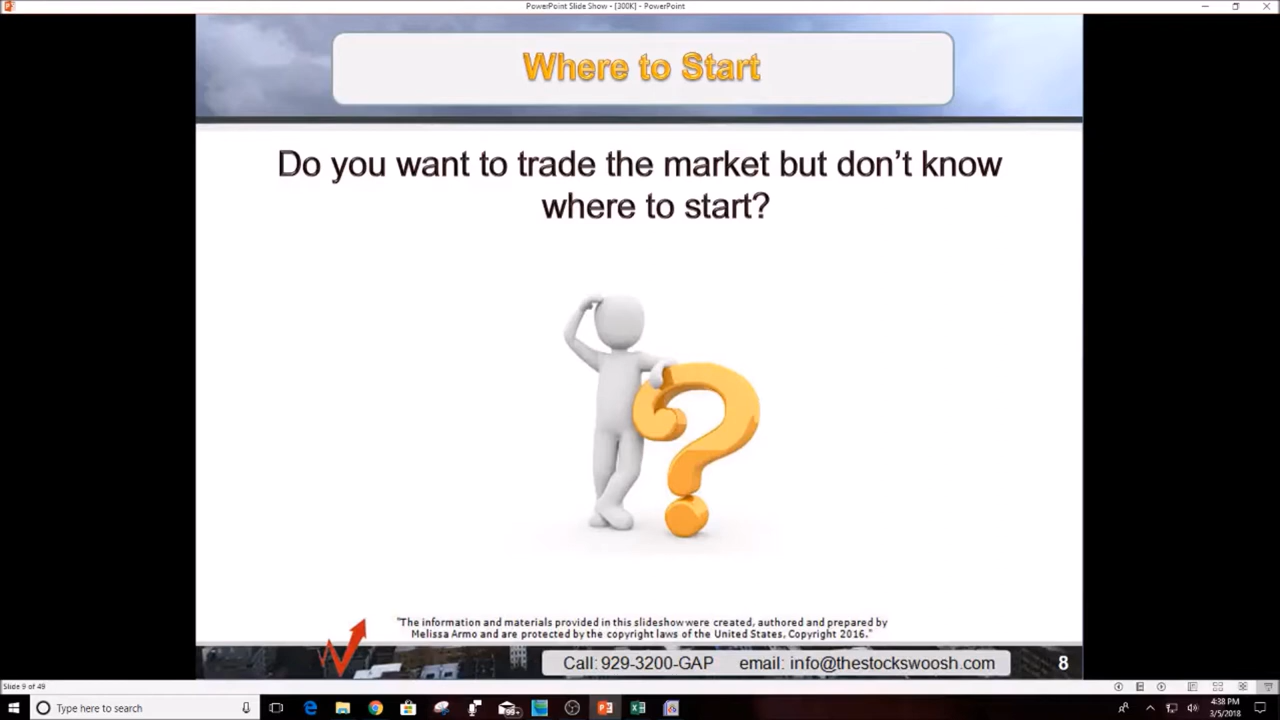 PowerPoint Slide Show - [300K] - PowerPoint
Where to Start
Do you want to trade the market but don’t know
where to start?
"The information and materials provided in this slideshow were created, authored and prepared by
Melissa Armo and are protected by the copyright laws of the United States, Copyright 2016."
Call: 929-3200-GAP email: info@thestockswoosh.com
8
Slide 9 of 49
Type here to search
99+
4:38 PM
3/5/2018